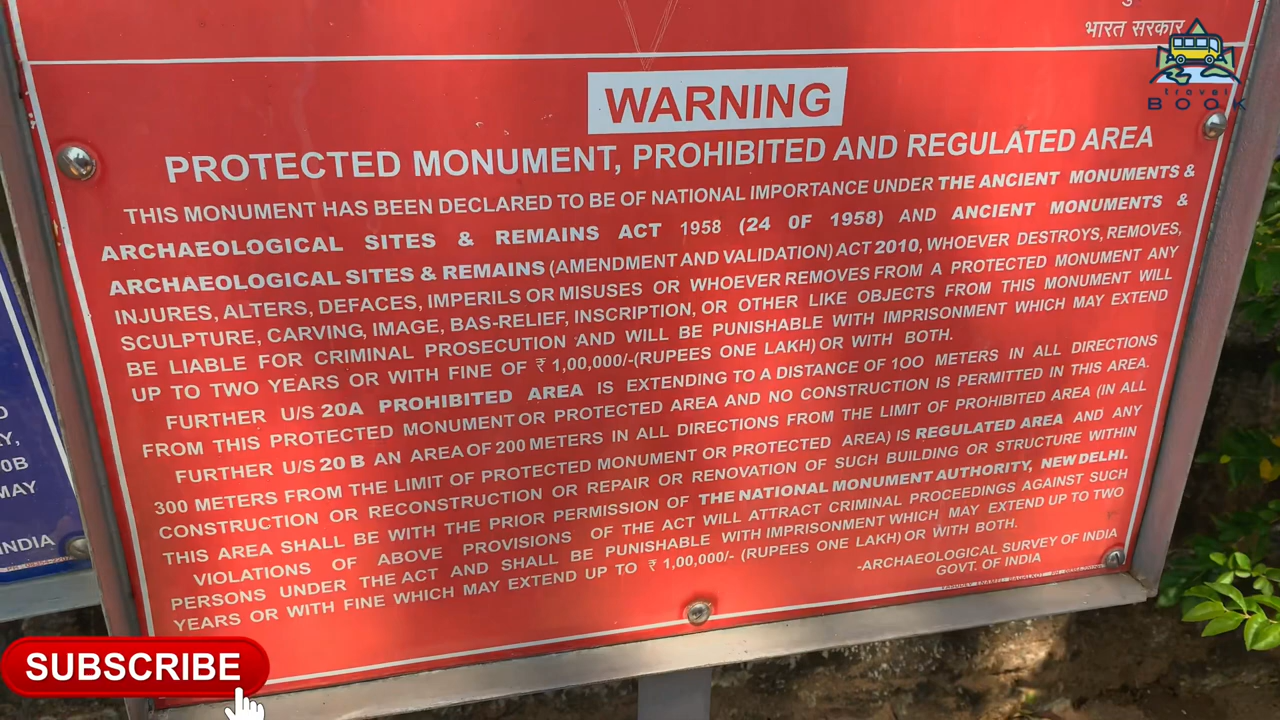 भारत सरकार
travel
BOOK
WARNING
PROTECTED MONUMENT, PROHIBITED AND REGULATED AREA
THIS MONUMENT HAS BEEN DECLARED TO BE OF NATIONAL IMPORTANCE UNDER THE ANCIENT MONUMENTS &
ARCHAEOLOGICAL SITES & REMAINS ACT 1958 (24 OF 1958) AND ANCIENT MONUMENTS &
ARCHAEOLOGICAL SITES & REMAINS (AMENDMENT AND VALIDATION) ACT 2010, WHOEVER DESTROYS, REMOVES,
INJURES, ALTERS, DEFACES, IMPERILS OR MISUSES OR WHOEVER REMOVES FROM A PROTECTED MONUMENT ANY
SCULPTURE, CARVING, IMAGE, BAS-RELIEF, INSCRIPTION, OR OTHER LIKE OBJECTS FROM THIS MONUMENT WILL
BE LIABLE FOR CRIMINAL PROSECUTION AND WILL BE PUNISHABLE WITH IMPRISONMENT WHICH MAY EXTEND
UP TO TWO YEARS OR WITH FINE OF ₹ 1,00,000/-(RUPEES ONE LAKH) OR WITH BOTH.
FURTHER U/S 20A PROHIBITED AREA IS EXTENDING TO A DISTANCE OF 100 METERS IN ALL DIRECTIONS
FROM THIS PROTECTED MONUMENT OR PROTECTED AREA AND NO CONSTRUCTION IS PERMITTED IN THIS AREA.
FURTHER U/S 20 B AN AREA OF 200 METERS IN ALL DIRECTIONS FROM THE LIMIT OF PROHIBITED AREA (IN ALL
300 METERS FROM THE LIMIT OF PROTECTED MONUMENT OR PROTECTED AREA) IS REGULATED AREA AND ANY
CONSTRUCTION OR RECONSTRUCTION OR REPAIR OR RENOVATION OF SUCH BUILDING OR STRUCTURE WITHIN
THIS AREA SHALL BE WITH THE PRIOR PERMISSION OF THE NATIONAL MONUMENT AUTHORITY, NEW DELHI.
VIOLATIONS OF ABOVE PROVISIONS OF THE ACT WILL ATTRACT CRIMINAL PROCEEDINGS AGAINST SUCH
PERSONS UNDER THE ACT AND SHALL BE PUNISHABLE WITH IMPRISONMENT WHICH MAY EXTEND UP TO TWO
YEARS OR WITH FINE WHICH MAY EXTEND UP TO ₹ 1,00,000/- (RUPEES ONE LAKH) OR WITH BOTH.
-ARCHAEOLOGICAL SURVEY OF INDIA
GOVT. OF INDIA
MAY
INDIA
SUBSCRIBE